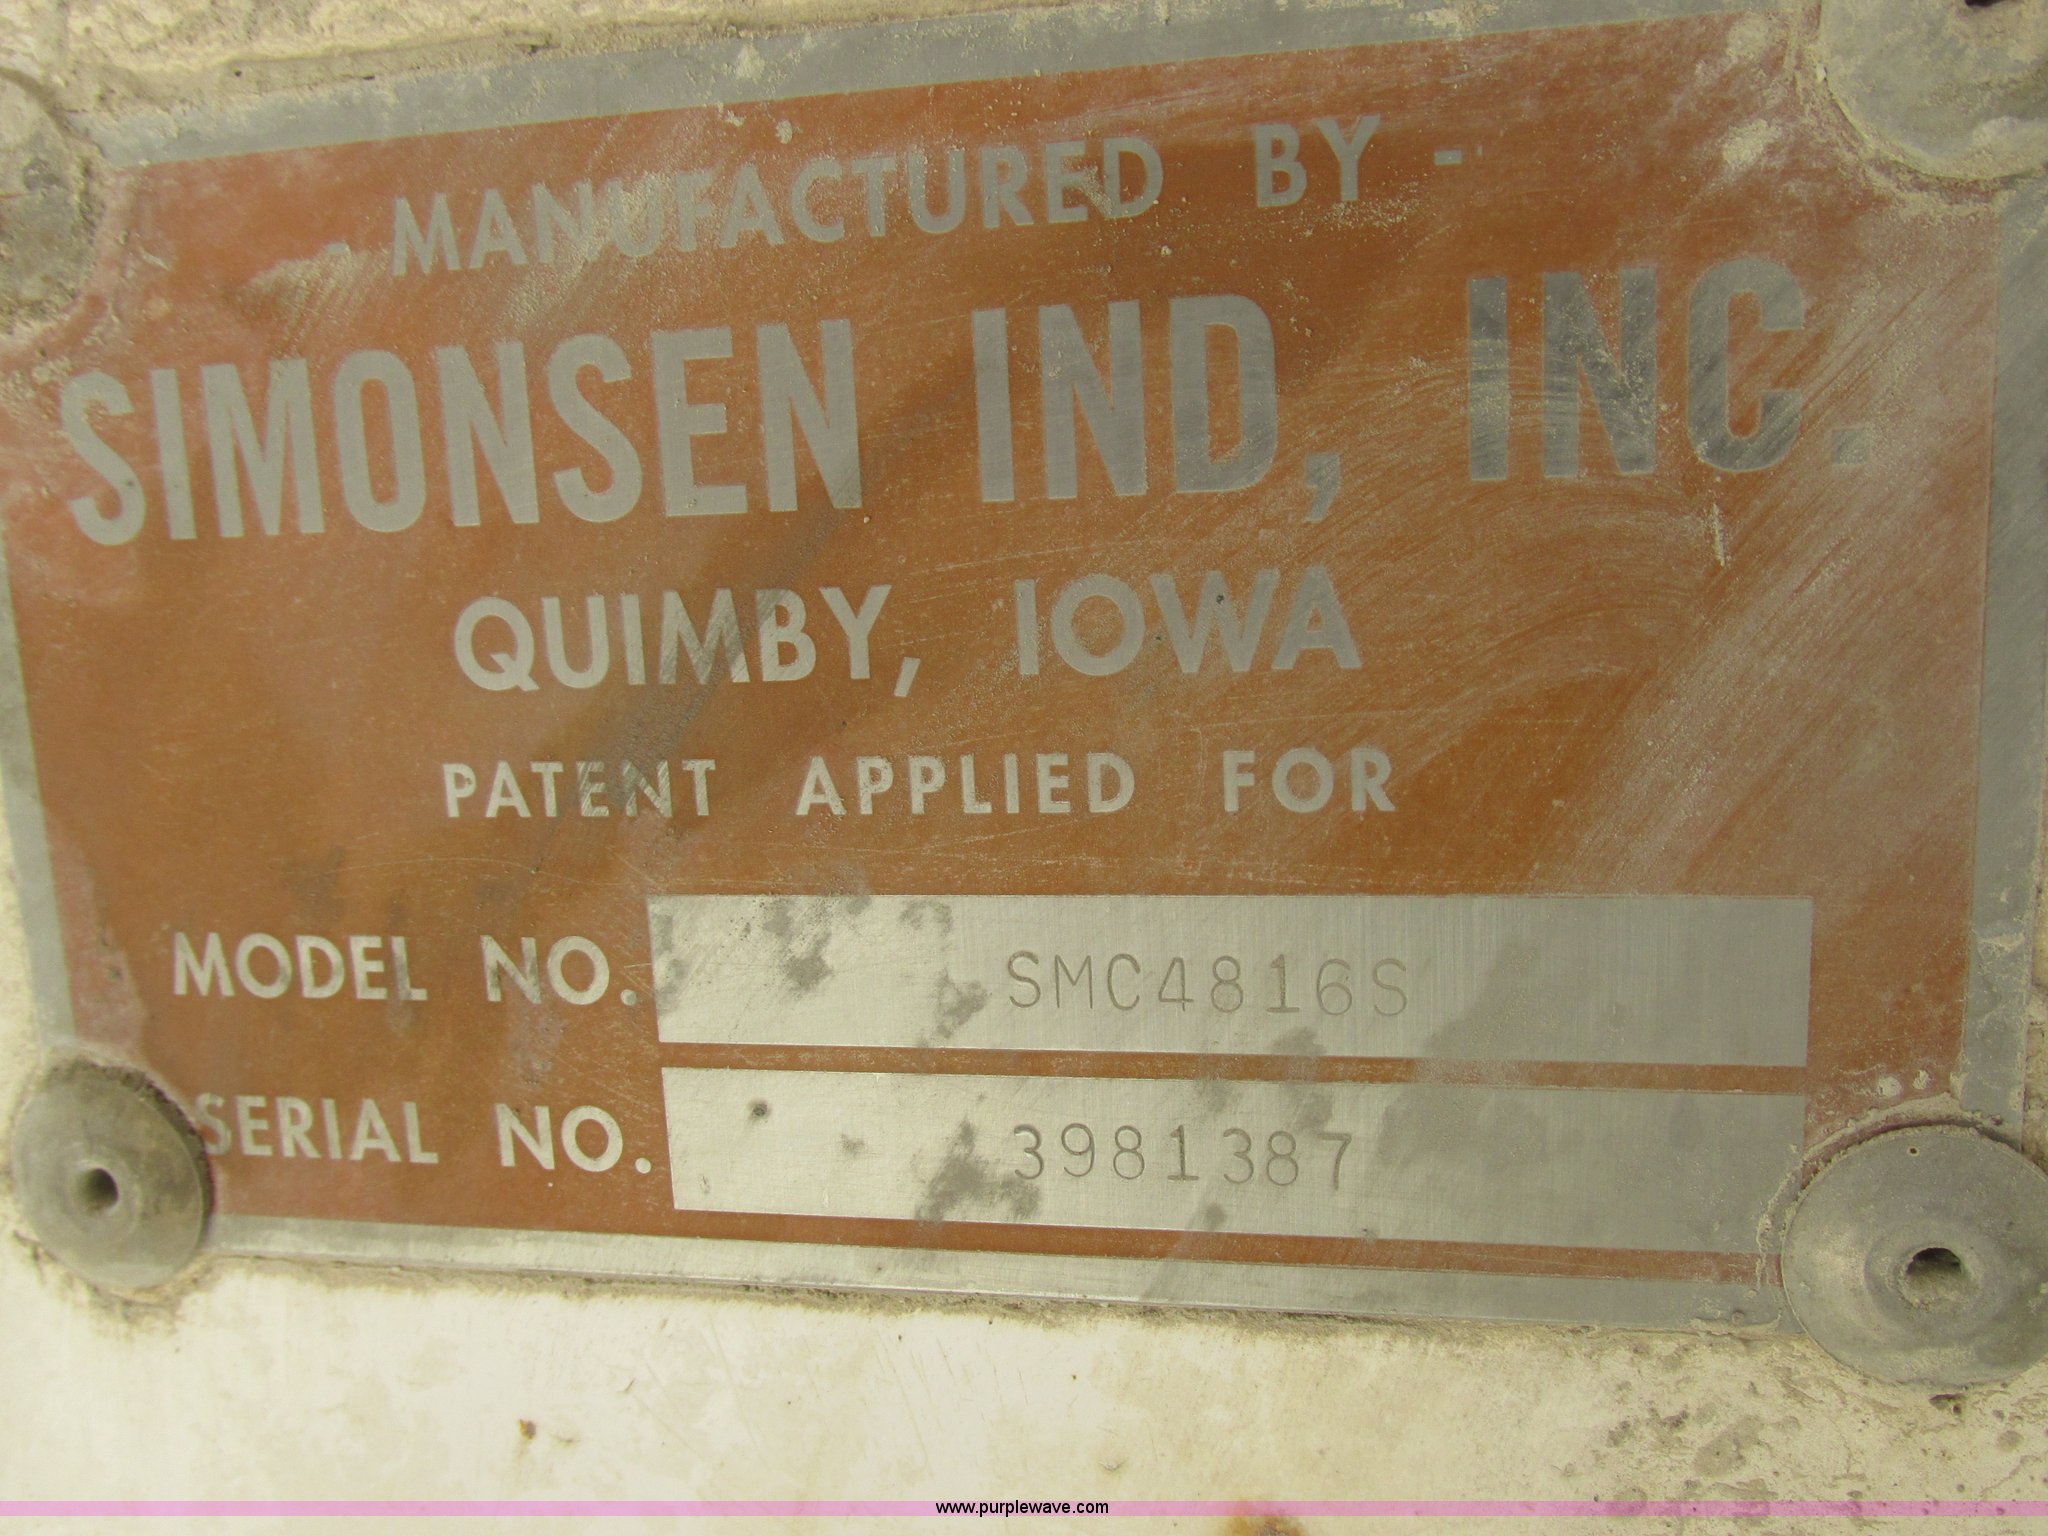 MANUFACTURED BY -
SIMONSEN IND, INC.
QUIMBY, IOWA
PATENT APPLIED FOR
MODEL NO. SMC4816S
SERIAL NO. 3981387
www.purplewave.com